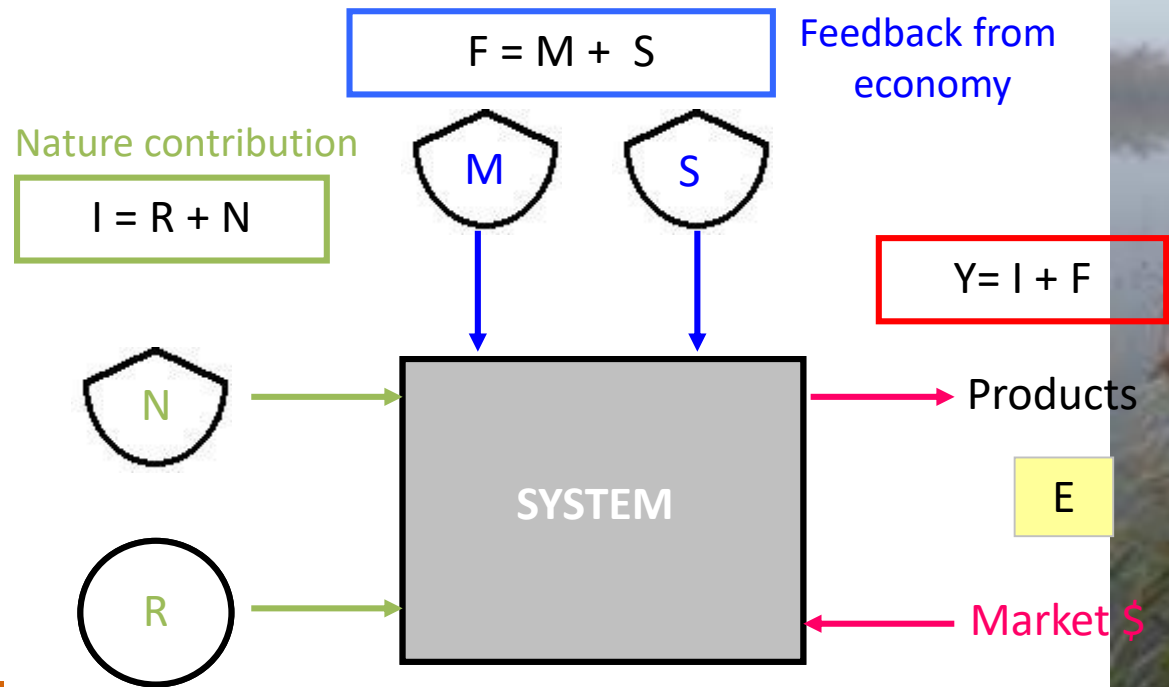 F = M + S
Feedback from
economy
Nature contribution
I = R + N
M
S
Y= I + F
N
Products
SYSTEM
E
R
Market $